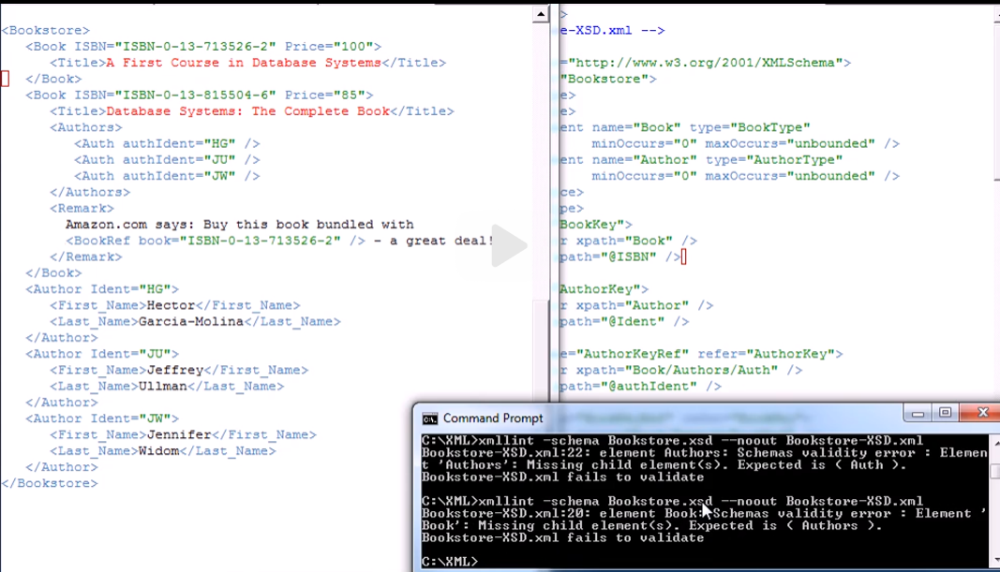 <Bookstore>
<Book ISBN="ISBN-0-13-713526-2" Price="100">
<Title>A First Course in Database Systems</Title>
</Book>
<Book ISBN="ISBN-0-13-815504-6" Price="85">
<Title>Database Systems: The Complete Book</Title>
<Authors>
<Auth authIdent="HG" />
<Auth authIdent="JU" />
<Auth authIdent="JW" />
</Authors>
<Remark>
Amazon.com says: Buy this book bundled with
<BookRef book="ISBN-0-13-713526-2" /> - a great deal!
</Remark>
</Book>
<Author Ident="HG">
<First_Name>Hector</First_Name>
<Last_Name>Garcia-Molina</Last_Name>
</Author>
<Author Ident="JU">
<First_Name>Jeffrey</First_Name>
<Last_Name>Ullman</Last_Name>
</Author>
<Author Ident="JW">
<First_Name>Jennifer</First_Name>
<Last_Name>Widom</Last_Name>
</Author>
</Bookstore>
>
e-XSD.xml -->
="http://www.w3.org/2001/XMLSchema">
"Bookstore">
e>
e>
ent name="Book" type="BookType"
minOccurs="0" maxOccurs="unbounded" />
ent name="Author" type="AuthorType"
minOccurs="0" maxOccurs="unbounded" />
ce>
pe>
BookKey">
r xpath="Book" />
path="@ISBN" />
AuthorKey">
r xpath="Author" />
path="@Ident" />
e="AuthorKeyRef" refer="AuthorKey">
r xpath="Book/Authors/Auth" />
path="@authIdent" />
Command Prompt
C:\XML>xmllint -schema Bookstore.xsd --noout Bookstore-XSD.xml
Bookstore-XSD.xml:22: element Authors: Schemas validity error : Elemen
t 'Authors': Missing child element(s). Expected is ( Auth ).
Bookstore-XSD.xml fails to validate
C:\XML>xmllint -schema Bookstore.xsd --noout Bookstore-XSD.xml
Bookstore-XSD.xml:20: element Book: Schemas validity error : Element '
Book': Missing child element(s). Expected is ( Authors ).
Bookstore-XSD.xml fails to validate
C:\XML>